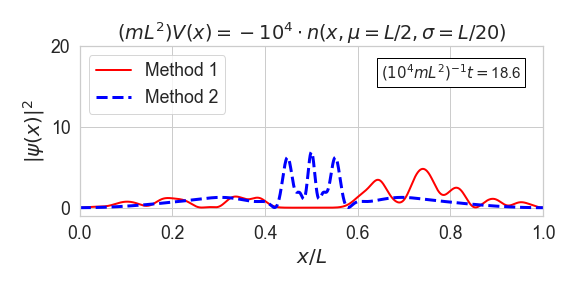 (mL²)V(x) = −10⁴ · n(x, μ = L/2, σ = L/20)
Method 1
Method 2
(10⁴mL²)⁻¹t = 18.6
|ψ(x)|²
20
10
0
0.0 0.2 0.4 0.6 0.8 1.0
x/L